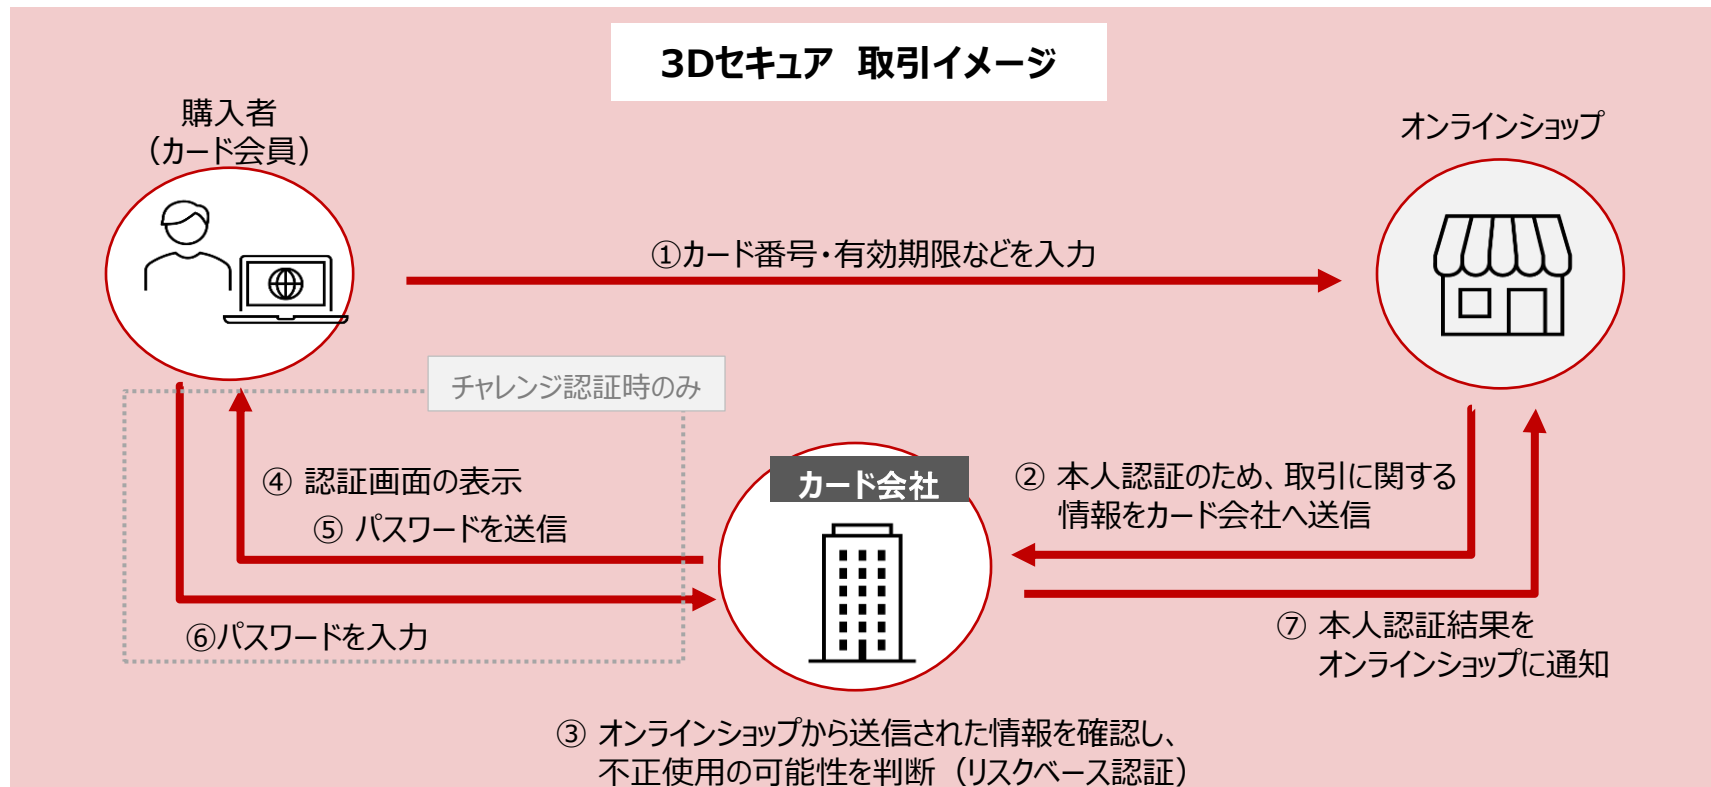 3Dセキュア 取引イメージ
購入者
（カード会員）
オンラインショップ
①カード番号・有効期限などを入力
チャレンジ認証時のみ
④ 認証画面の表示
⑤ パスワードを送信
カード会社
② 本人認証のため、取引に関する
情報をカード会社へ送信
⑥パスワードを入力
⑦ 本人認証結果を
オンラインショップに通知
③ オンラインショップから送信された情報を確認し、
不正使用の可能性を判断（リスクベース認証）